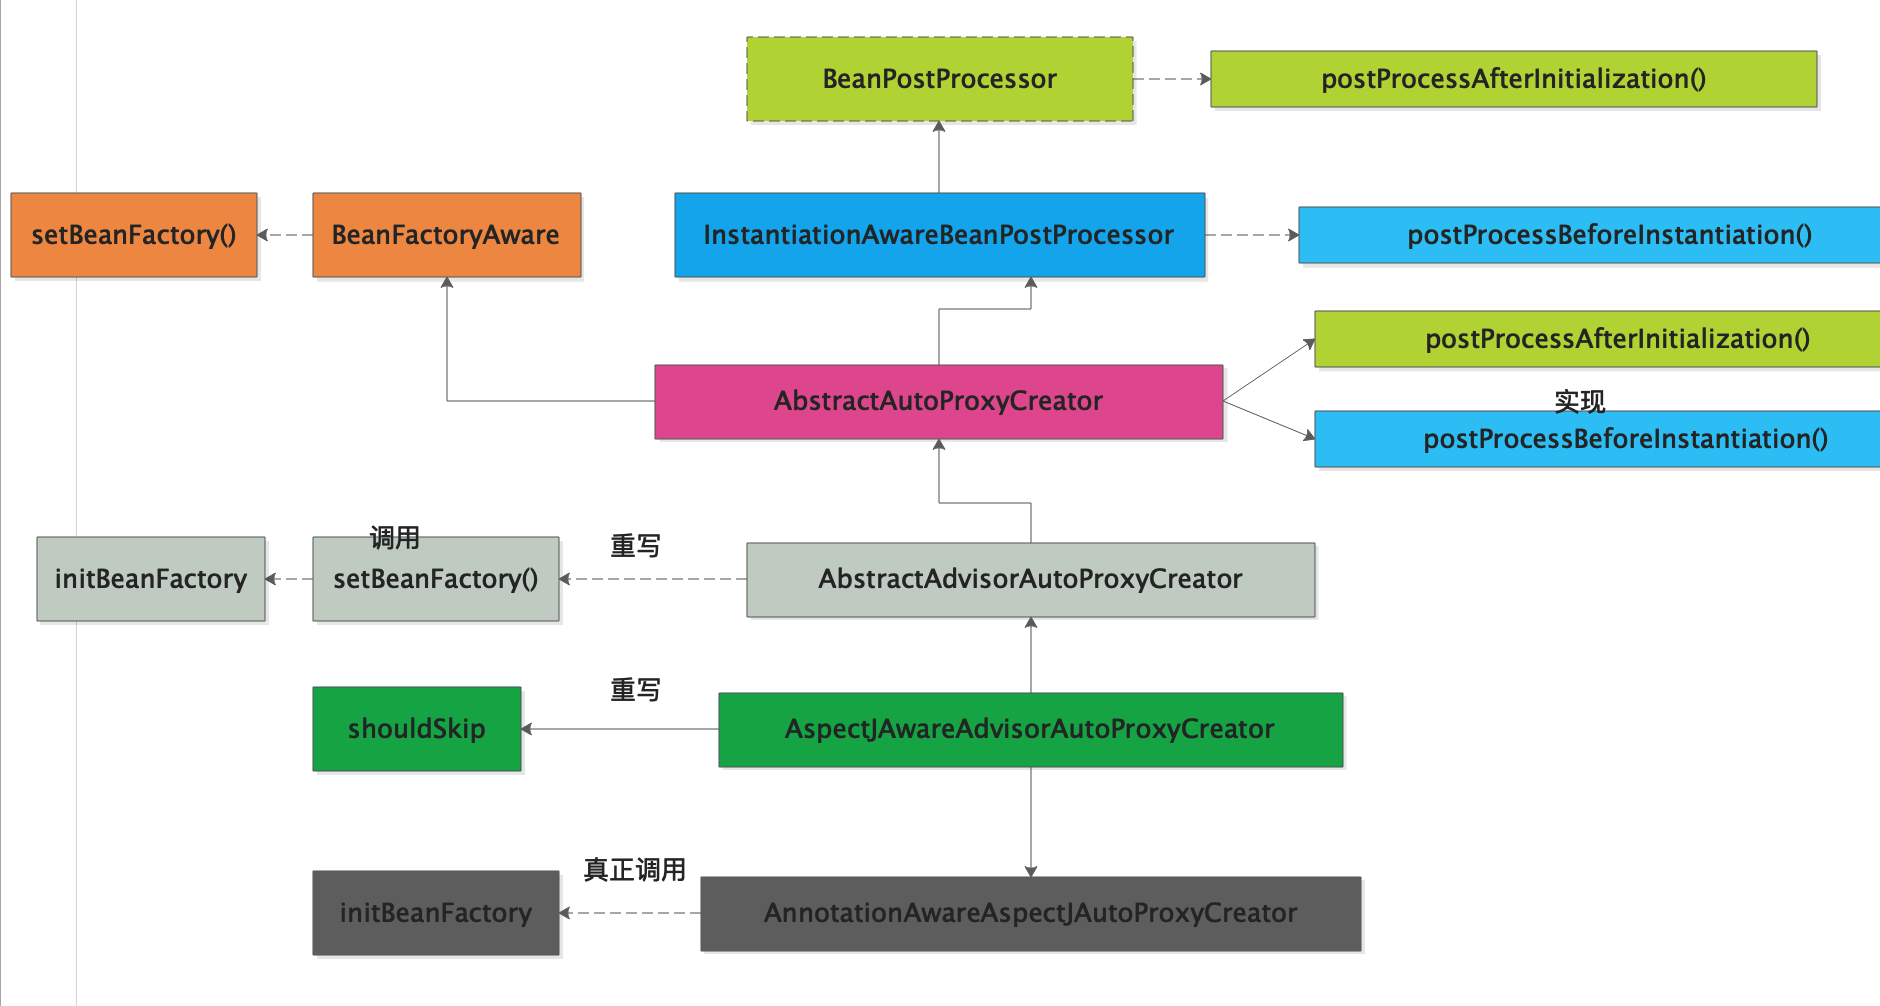 BeanPostProcessor
postProcessAfterInitialization()
setBeanFactory()
BeanFactoryAware
InstantiationAwareBeanPostProcessor
postProcessBeforeInstantiation()
postProcessAfterInitialization()
AbstractAutoProxyCreator
实现
postProcessBeforeInstantiation()
调用
重写
initBeanFactory
setBeanFactory()
AbstractAdvisorAutoProxyCreator
重写
shouldSkip
AspectJAwareAdvisorAutoProxyCreator
真正调用
initBeanFactory
AnnotationAwareAspectJAutoProxyCreator